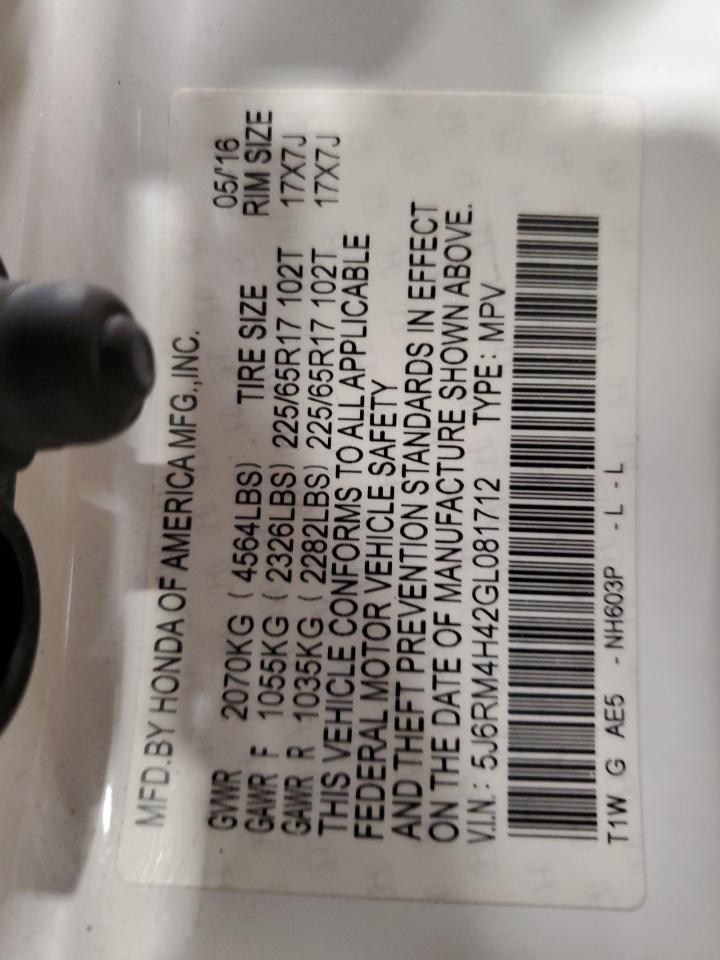 MFD.BY HONDA OF AMERICA MFG.,INC.
05/'16
GVWR 2070KG ( 4564LBS) TIRE SIZE RIM SIZE
GAWR F 1055KG ( 2326LBS) 225/65R17 102T 17X7J
GAWR R 1035KG ( 2282LBS) 225/65R17 102T 17X7J
THIS VEHICLE CONFORMS TO ALL APPLICABLE
FEDERAL MOTOR VEHICLE SAFETY
AND THEFT PREVENTION STANDARDS IN EFFECT
ON THE DATE OF MANUFACTURE SHOWN ABOVE.
V.I.N.: 5J6RM4H42GL081712 TYPE: MPV
T1W G AE5 -NH603P -L -L